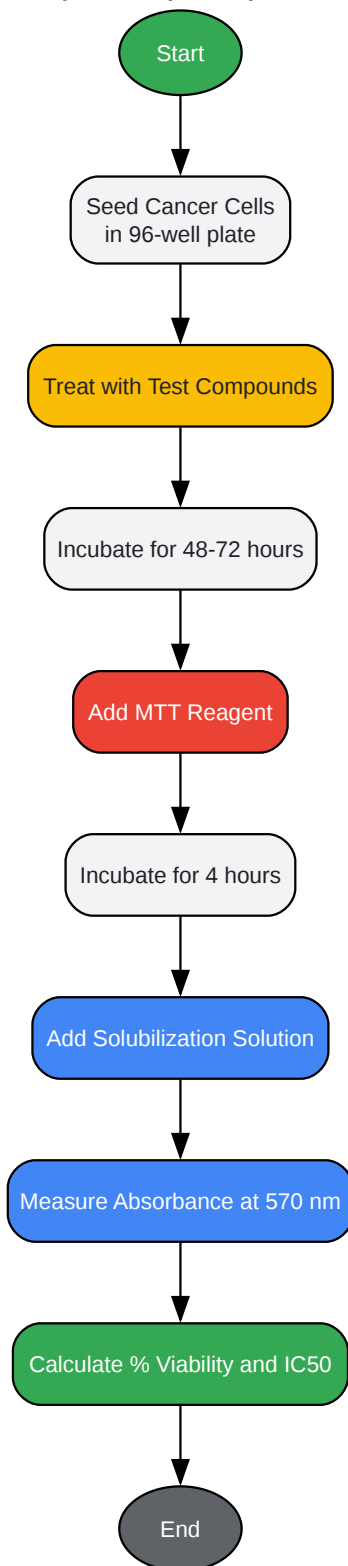 Start
Seed Cancer Cells
in 96-well plate
Treat with Test Compounds
Incubate for 48-72 hours
Add MTT Reagent
Incubate for 4 hours
Add Solubilization Solution
Measure Absorbance at 570 nm
Calculate % Viability and IC50
End